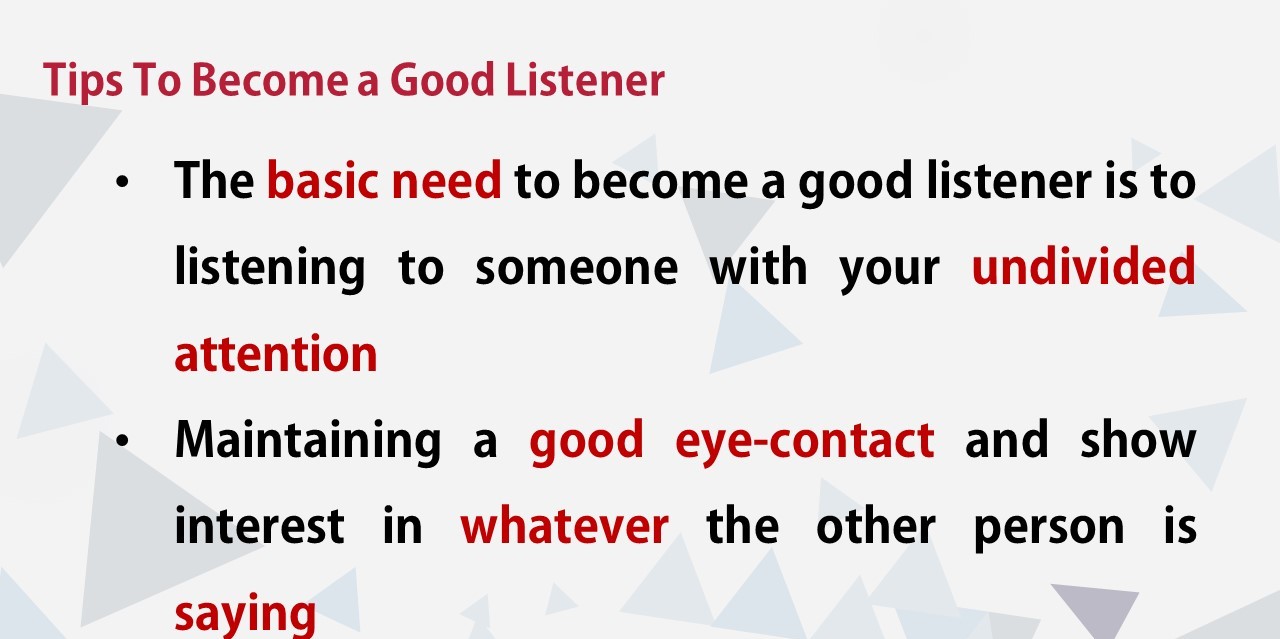 Tips To Become a Good Listener
• The basic need to become a good listener is to
listening to someone with your undivided
attention
• Maintaining a good eye-contact and show
interest in whatever the other person is
saying